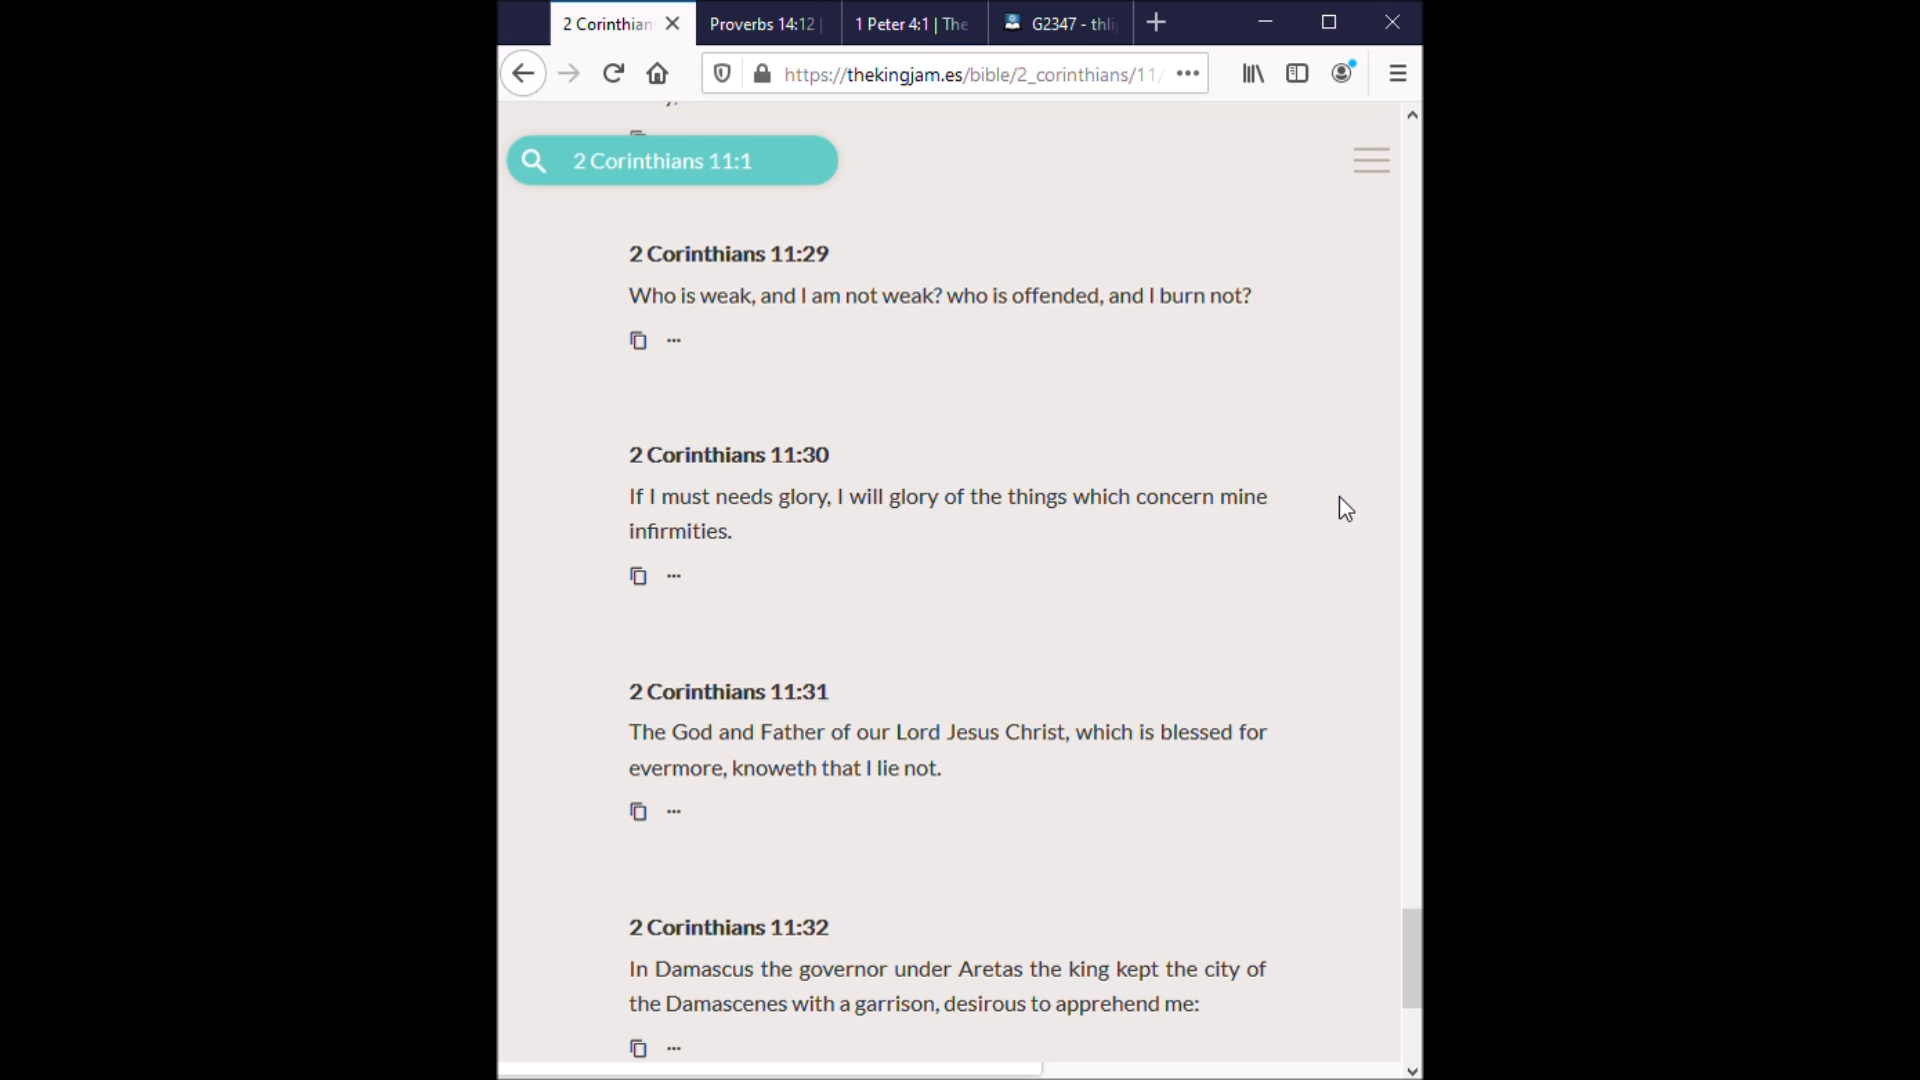 2 Corinthian
Proverbs 14:12
1 Peter 4:1 | The
G2347 - thli
https://thekingjam.es/bible/2_corinthians/11/
2 Corinthians 11:1
2 Corinthians 11:29
Who is weak, and I am not weak? who is offended, and I burn not?
2 Corinthians 11:30
If I must needs glory, I will glory of the things which concern mine
infirmities.
2 Corinthians 11:31
The God and Father of our Lord Jesus Christ, which is blessed for
evermore, knoweth that I lie not.
2 Corinthians 11:32
In Damascus the governor under Aretas the king kept the city of
the Damascenes with a garrison, desirous to apprehend me: